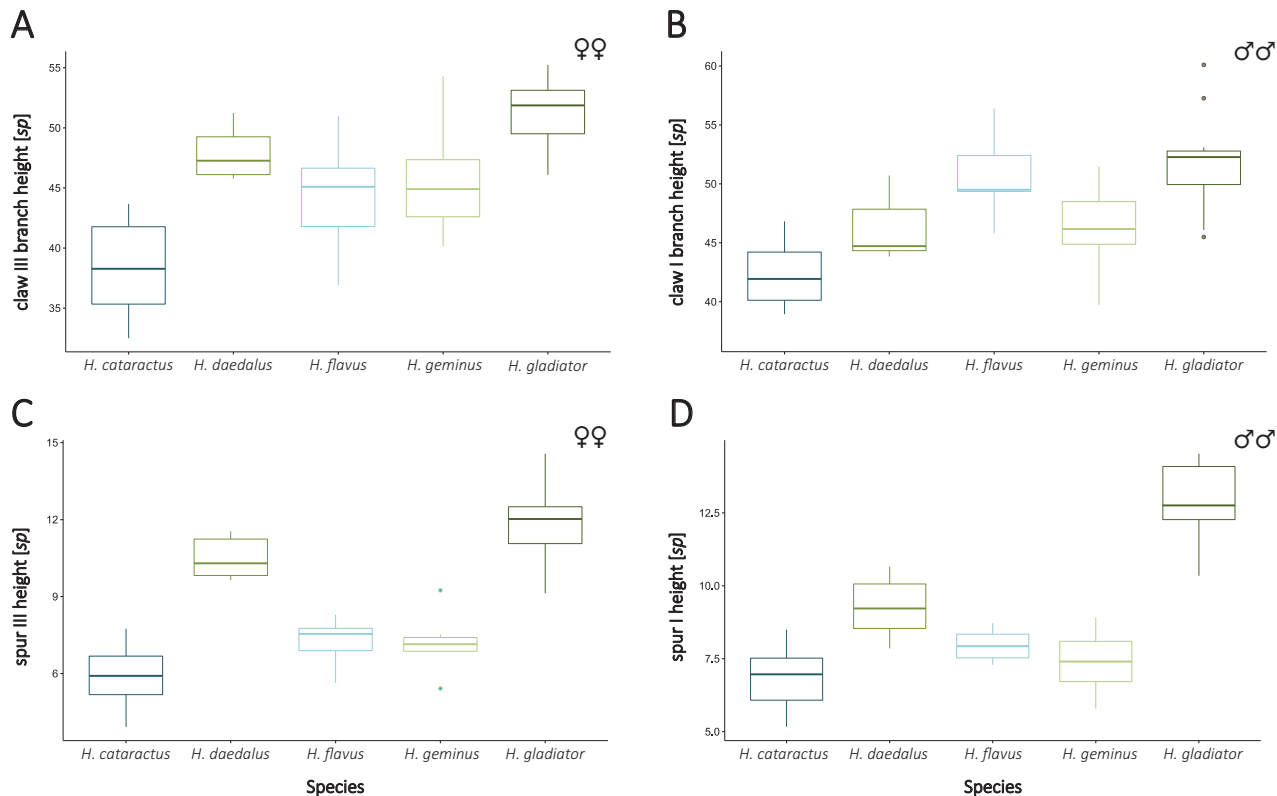 A
♀♀
claw III branch height [sp]
55
50
45
40
35
H. cataractus H. daedalus H. flavus H. geminus H. gladiator
B
♂♂
claw I branch height [sp]
60
55
50
45
40
H. cataractus H. daedalus H. flavus H. geminus H. gladiator
C
♀♀
spur III height [sp]
15
12
9
6
H. cataractus H. daedalus H. flavus H. geminus H. gladiator
Species
D
♂♂
spur I height [sp]
12.5
10.0
7.5
5.0
H. cataractus H. daedalus H. flavus H. geminus H. gladiator
Species